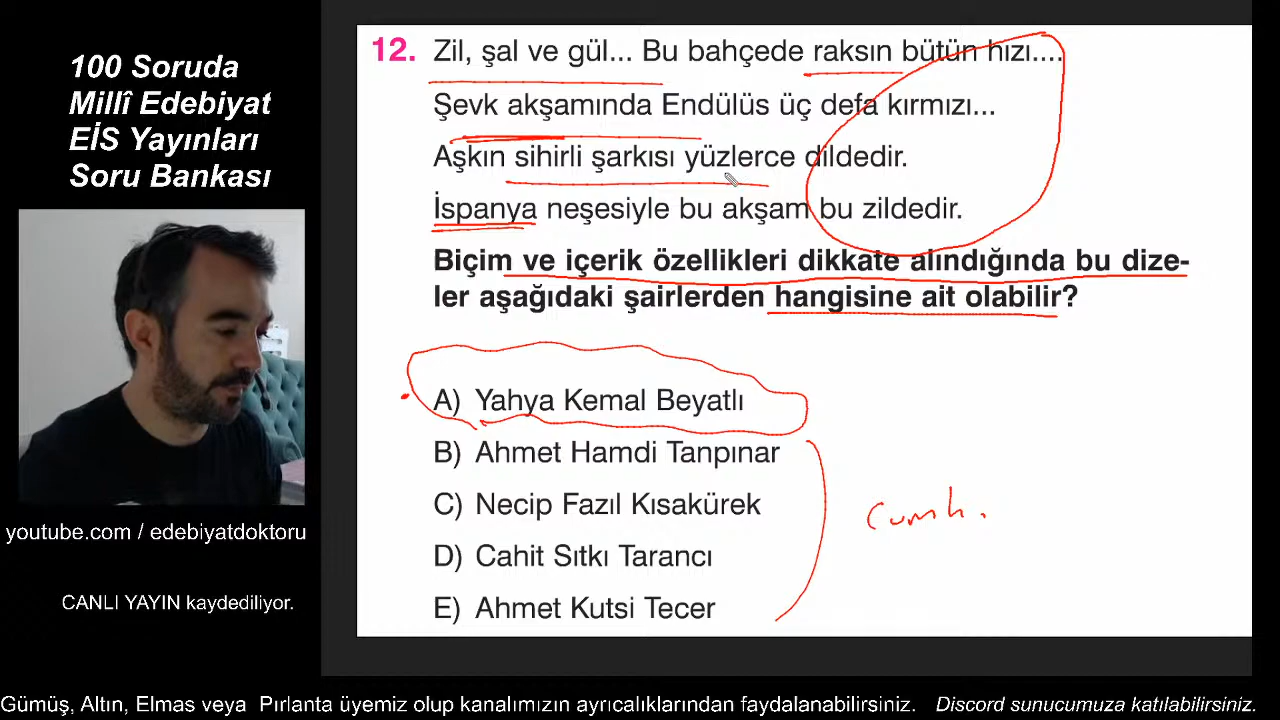 100 Soruda
Millî Edebiyat
EİS Yayınları
Soru Bankası
youtube.com / edebiyatdoktoru
CANLI YAYIN kaydediliyor.
12. Zil, şal ve gül... Bu bahçede raksın bütün hızı....
Şevk akşamında Endülüs üç defa kırmızı...
Aşkın sihirli şarkısı yüzlerce dildedir.
İspanya neşesiyle bu akşam bu zildedir.
Biçim ve içerik özellikleri dikkate alındığında bu dize-
ler aşağıdaki şairlerden hangisine ait olabilir?
A) Yahya Kemal Beyatlı
B) Ahmet Hamdi Tanpınar
C) Necip Fazıl Kısakürek
D) Cahit Sıtkı Tarancı
E) Ahmet Kutsi Tecer
Cumh.
Gümüş, Altın, Elmas veya Pırlanta üyemiz olup kanalımızın ayrıcalıklarından faydalanabilirsiniz. Discord sunucumuza katılabilirsiniz.